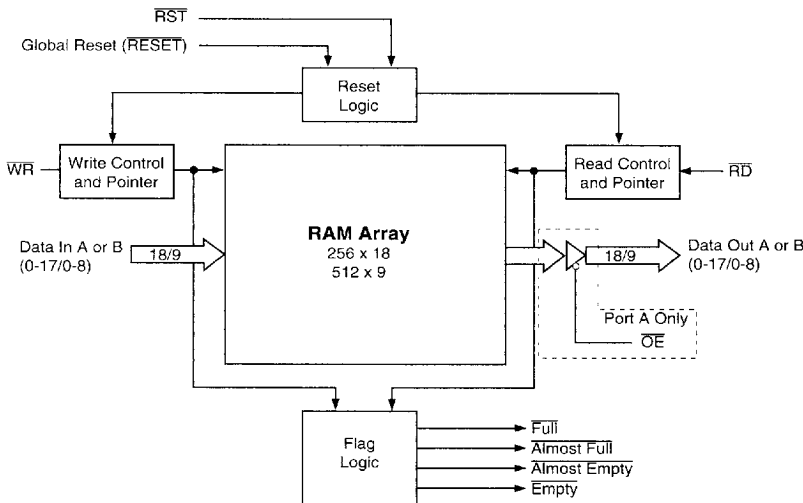 RST
Global Reset (RESET)
Reset
Logic
WR
Write Control
and Pointer
Read Control
and Pointer
RD
RAM Array
256 x 18
512 x 9
Data In A or B
(0-17/0-8)
18/9
18/9
Data Out A or B
(0-17/0-8)
Port A Only
OE
Flag
Logic
Full
Almost Full
Almost Empty
Empty